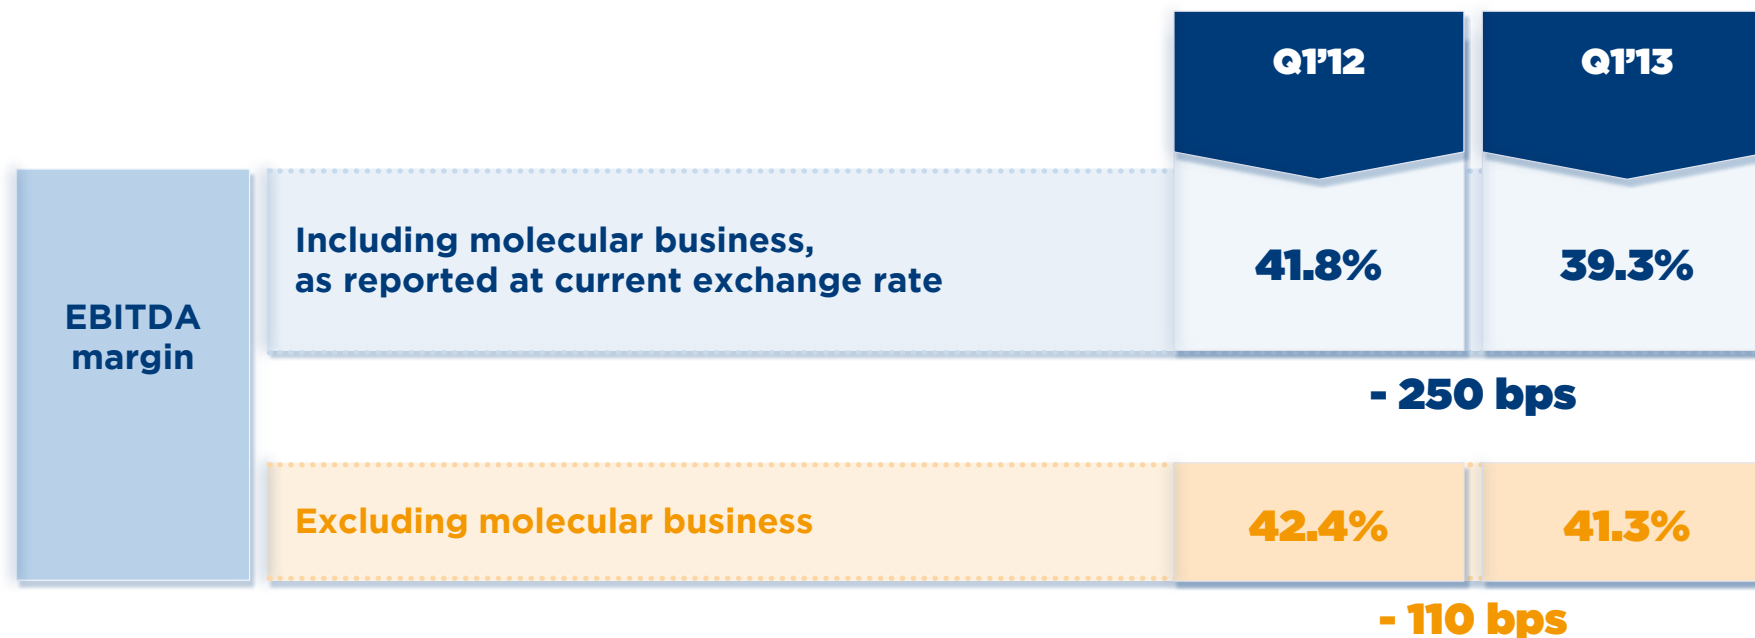 Q1’12 Q1’13
EBITDA
margin
Including molecular business,
as reported at current exchange rate
41.8% 39.3%
- 250 bps
Excluding molecular business 42.4% 41.3%
- 110 bps